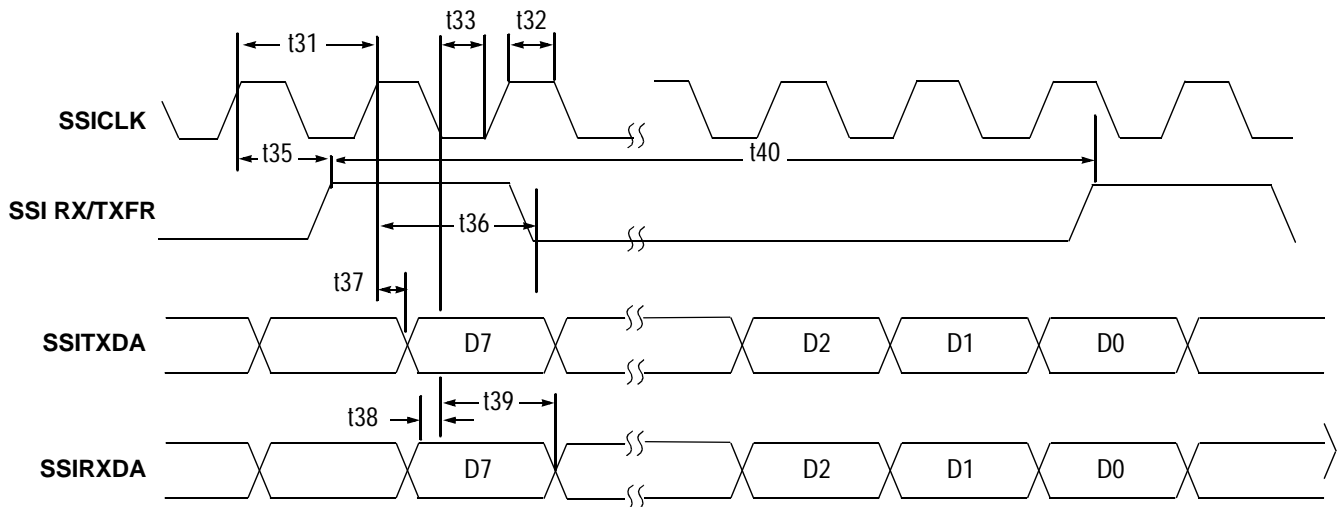 t33 t32
t31
SSICLK
t35 t40
SSI RX/TXFR
t36
t37
SSITXDA D7 D2 D1 D0
t38 t39
SSIRXDA D7 D2 D1 D0